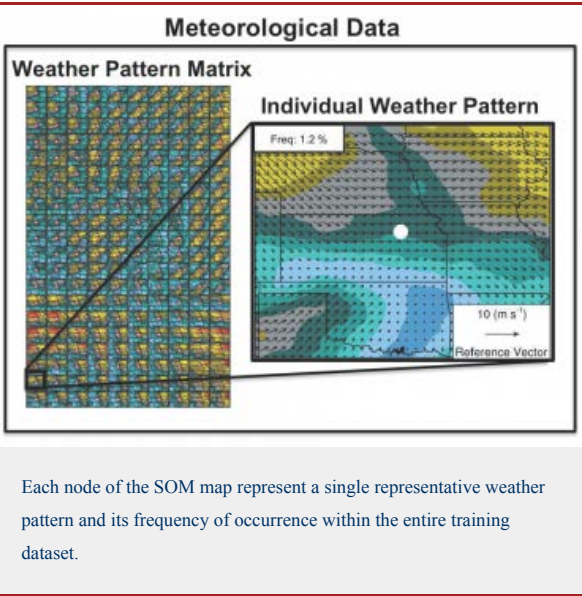 Meteorological Data
Weather Pattern Matrix
Individual Weather Pattern
Freq: 1.2 %
10 (m s⁻¹)
Reference Vector
Each node of the SOM map represent a single representative weather
pattern and its frequency of occurrence within the entire training
dataset.